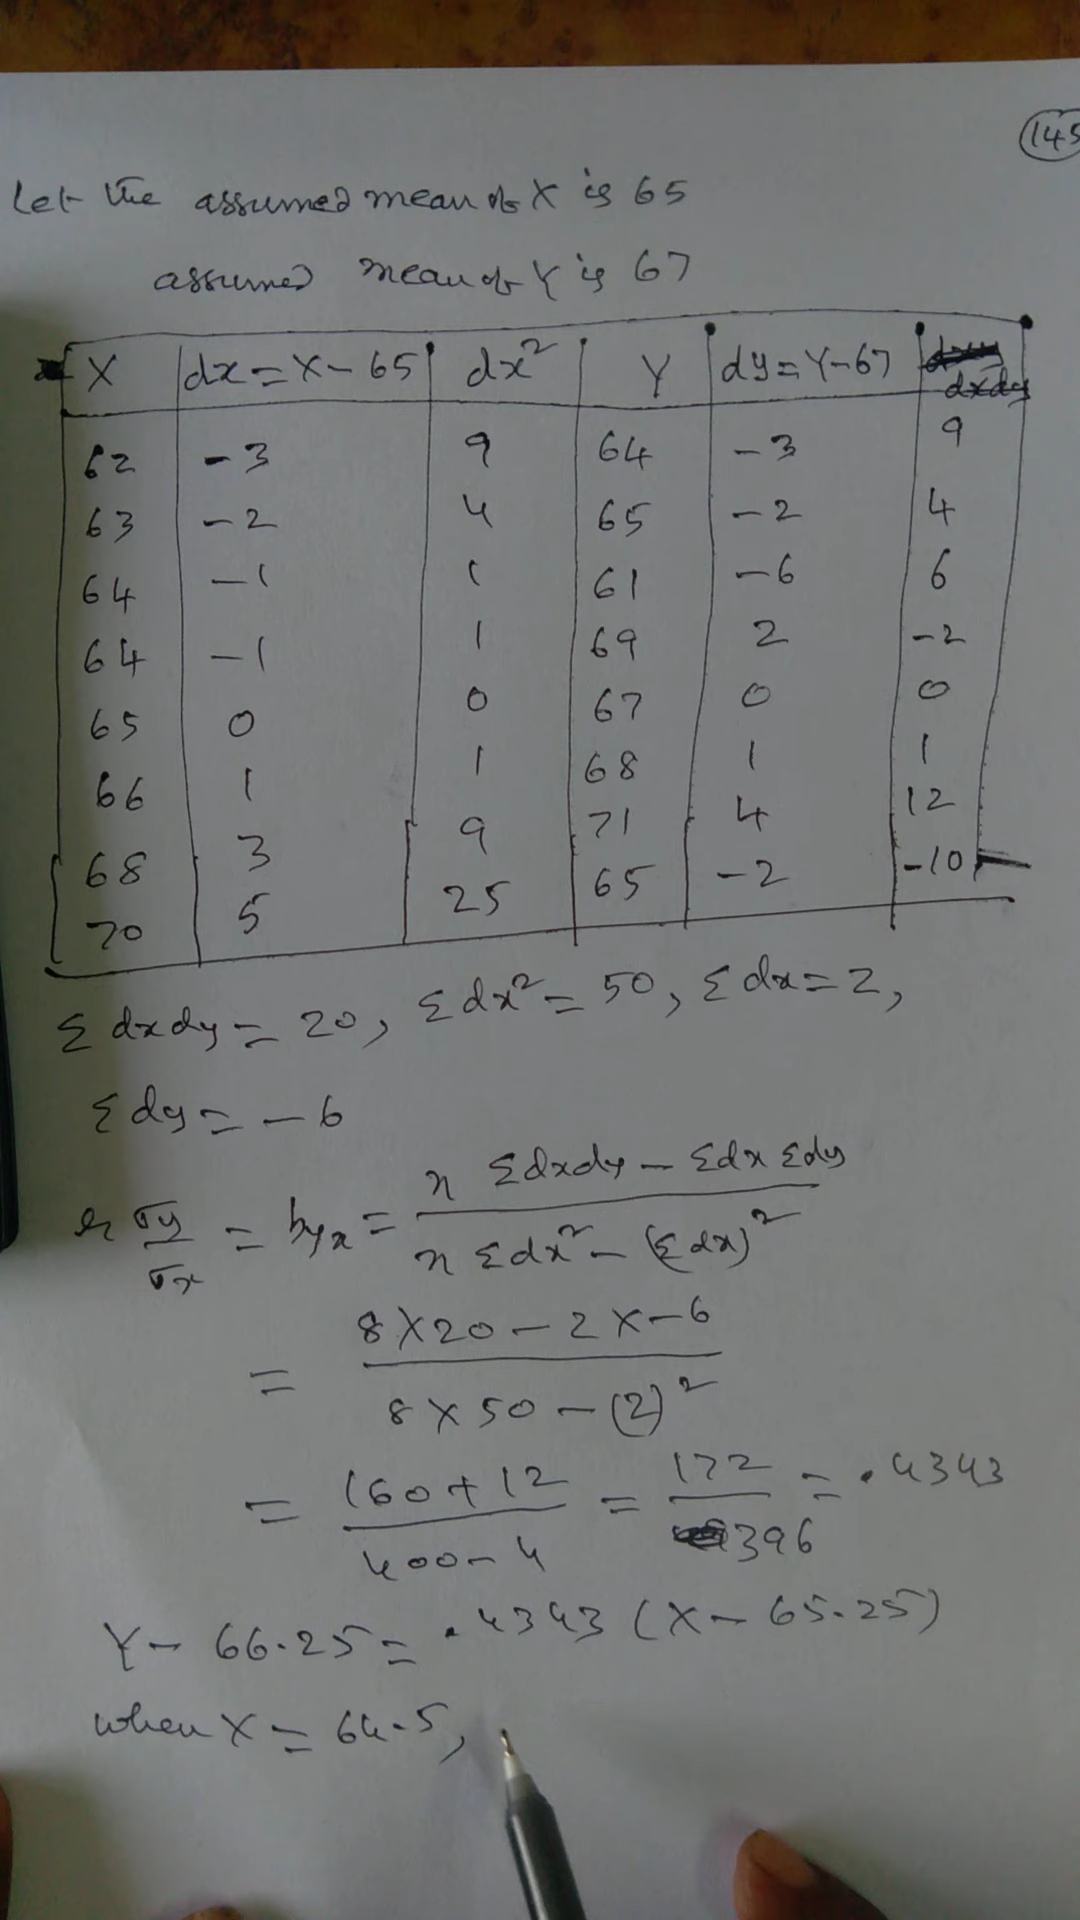 145
Let the assumed mean of X is 65
assumed mean of Y is 67
X dx=X-65 dx² Y dy=Y-67 dxdy
62 -3 9 64 -3 9
63 -2 4 65 -2 4
64 -1 1 61 -6 6
64 -1 1 69 2 -2
65 0 0 67 0 0
66 1 1 68 1 1
68 3 9 71 4 12
70 5 25 65 -2 -10
Σdxdy = 20, Σdx² = 50, Σdx = 2,
Σdy = -6
r σy/σx = byx = (n Σdxdy - Σdx Σdy)/(n Σdx² - (Σdx)²)
= (8×20 - 2×-6)/(8×50 - (2)²)
= (160+12)/(400-4) = 172/396 = .4343
Y - 66.25 = .4343 (X - 65.25)
when X = 64.5,